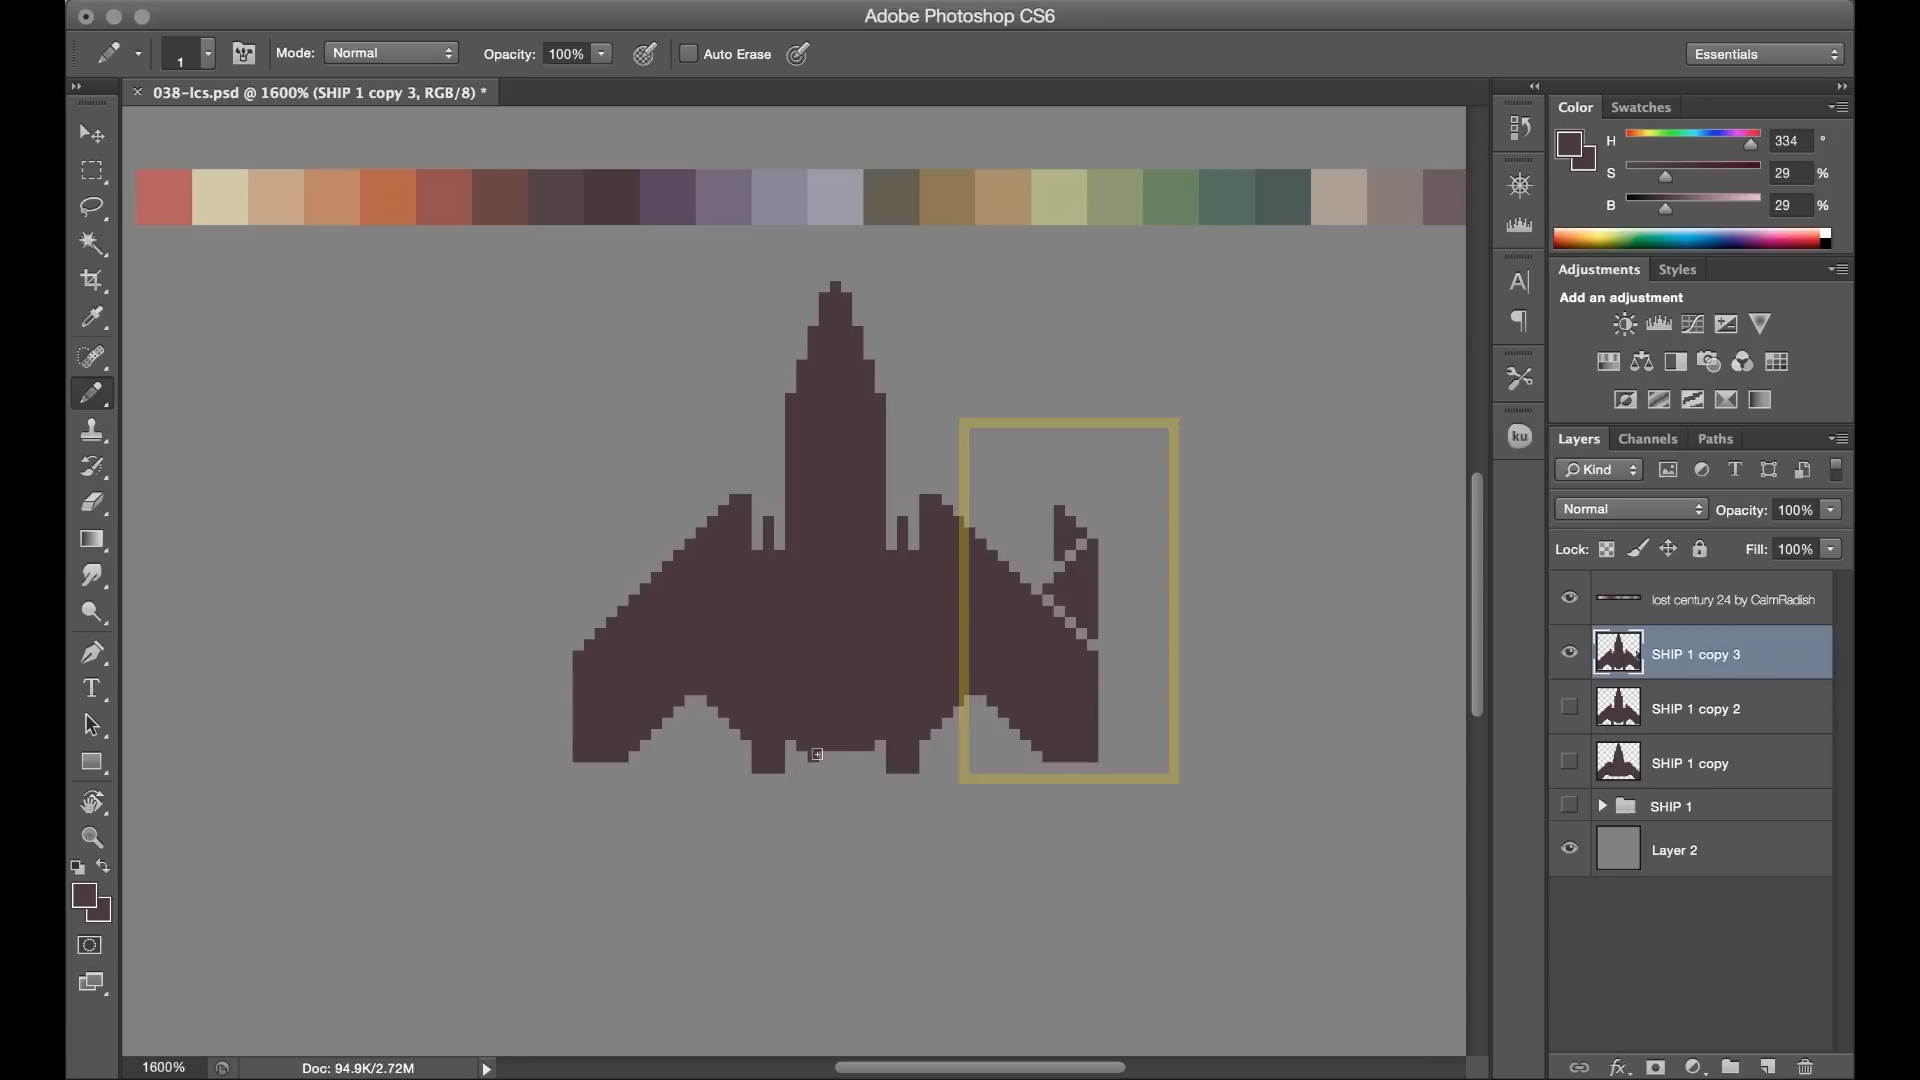 Adobe Photoshop CS6
1
Mode: Normal
Opacity: 100%
Auto Erase
Essentials
× 038-lcs.psd @ 1600% (SHIP 1 copy 3, RGB/8) *
Color
Swatches
H 334 °
S 29 %
B 29 %
Adjustments
Styles
Add an adjustment
ku
Layers
Channels
Paths
Kind
Normal
Opacity: 100%
Lock:
Fill: 100%
lost century 24 by CalmRadish
SHIP 1 copy 3
SHIP 1 copy 2
SHIP 1 copy
SHIP 1
Layer 2
1600%
Doc: 94.9K/2.72M
fx